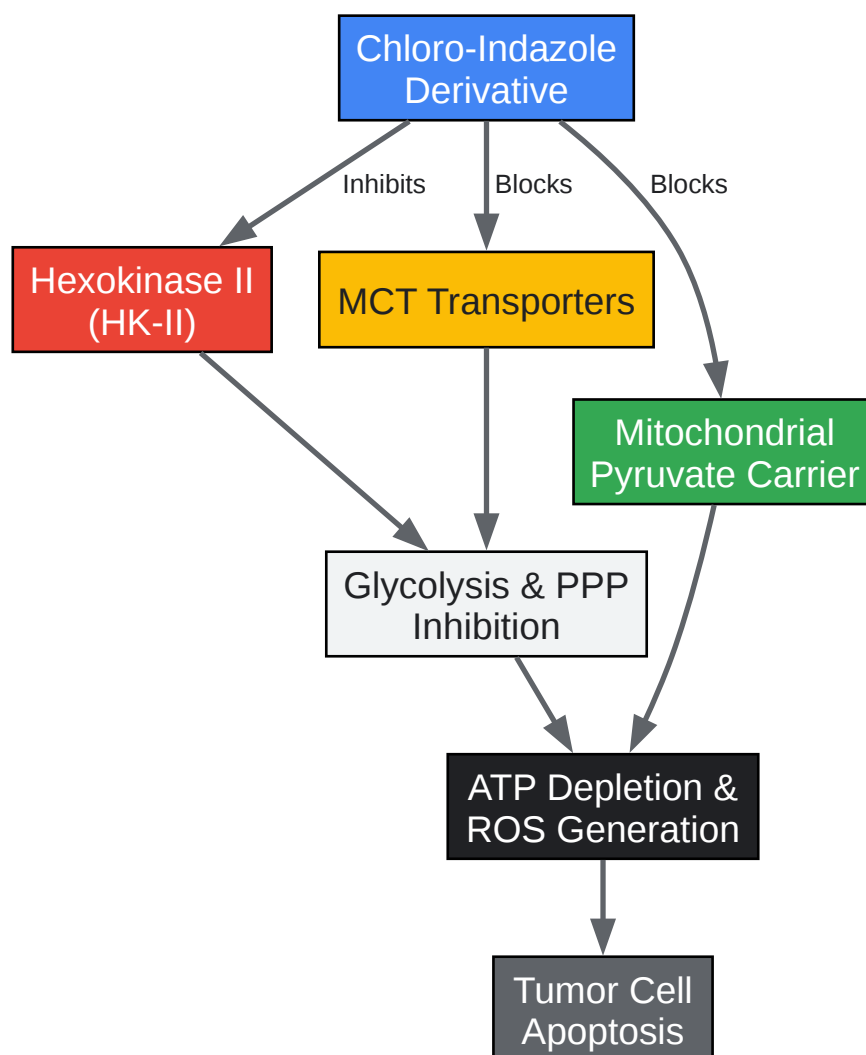 Chloro-Indazole
Derivative
Inhibits
Blocks
Blocks
Hexokinase II
(HK-II)
MCT Transporters
Mitochondrial
Pyruvate Carrier
Glycolysis & PPP
Inhibition
ATP Depletion &
ROS Generation
Tumor Cell
Apoptosis